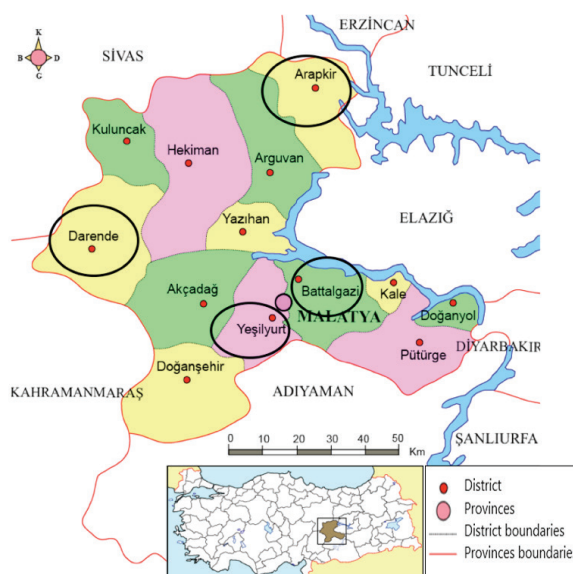 ERZİNCAN
K
B D
G
SİVAS
TUNCELİ
Arapkir
Kuluncak
Hekiman
Arguvan
ELAZIĞ
Yazıhan
Darende
Akçadağ
Battalgazi
Kale
MALATYA
Doğanyol
Yeşilyurt
Pütürge
DİYARBAKIR
Doğanşehir
KAHRAMANMARAŞ
ADIYAMAN
ŞANLIURFA
0 10 20 30 40 50
Km
District
Provinces
District boundaries
Provinces boundarie